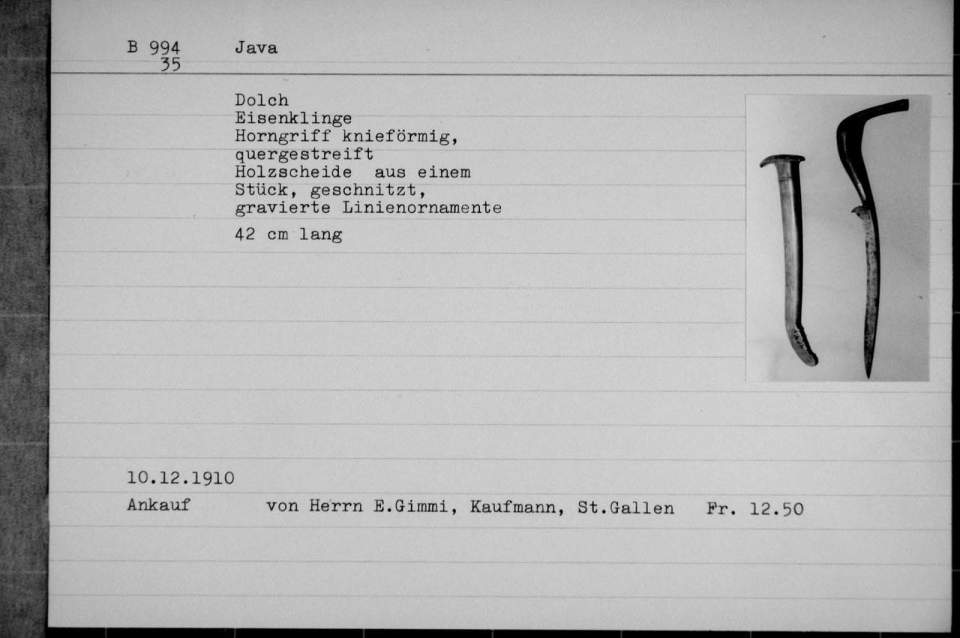 B 994 Java
35
Dolch
Eisenklinge
Horngriff knieförmig,
quergestreift
Holzscheide aus einem
Stück, geschnitzt,
gravierte Linienornamente
42 cm lang
10.12.1910
Ankauf von Herrn E.Gimmi, Kaufmann, St.Gallen Fr. 12.50